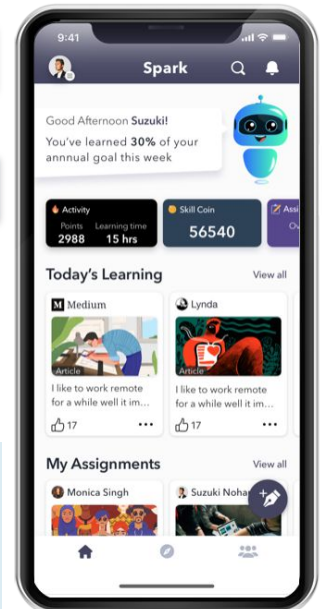 9:41
Spark
Good Afternoon Suzuki!
You've learned 30% of your
annnual goal this week
Activity
Points Learning time
2988 15 hrs
Skill Coin
56540
Today's Learning View all
Medium
Article
I like to work remote
for a while well it im...
17
Lynda
Article
I like to work remote
for a while well it im...
17
My Assignments View all
Monica Singh
Suzuki